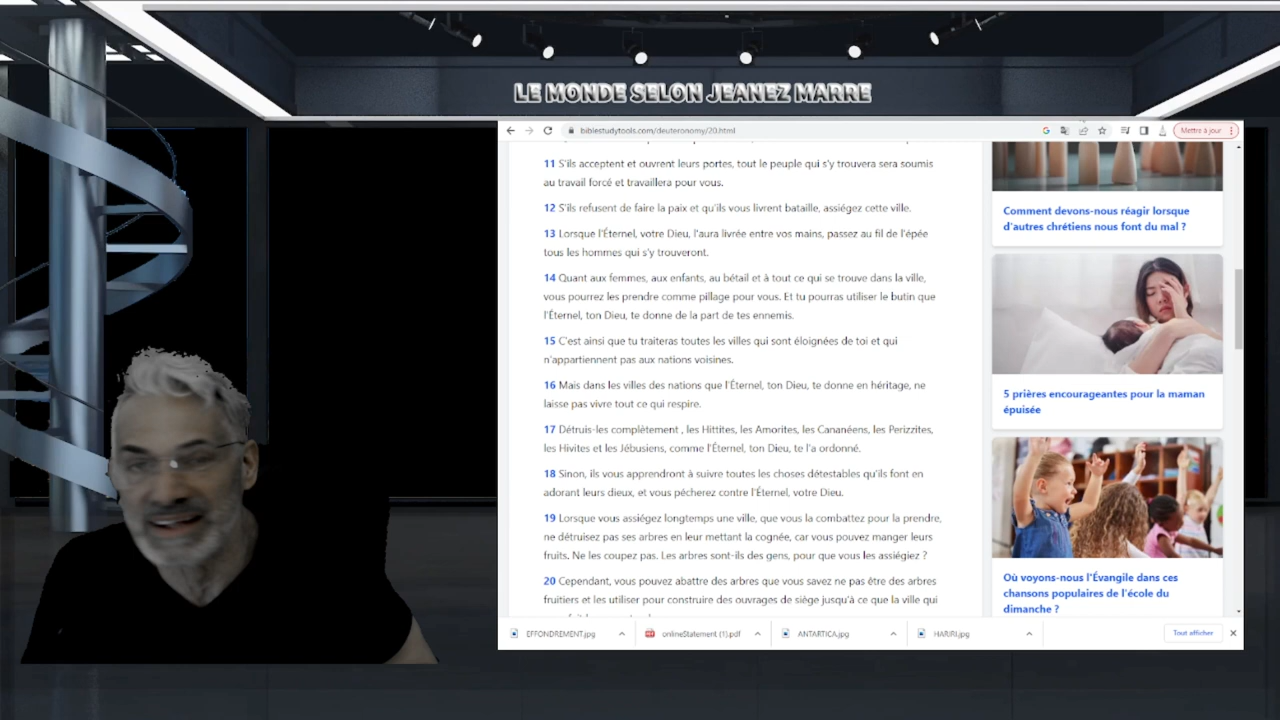 LE MONDE SELON JEANEZ MARRE
biblestudytools.com/deuteronomy/20.html
Mettre à jour
11 S'ils acceptent et ouvrent leurs portes, tout le peuple qui s'y trouvera sera soumis
au travail forcé et travaillera pour vous.
12 S'ils refusent de faire la paix et qu'ils vous livrent bataille, assiégez cette ville.
13 Lorsque l'Éternel, votre Dieu, l'aura livrée entre vos mains, passez au fil de l'épée
tous les hommes qui s'y trouveront.
14 Quant aux femmes, aux enfants, au bétail et à tout ce qui se trouve dans la ville,
vous pourrez les prendre comme pillage pour vous. Et tu pourras utiliser le butin que
l'Éternel, ton Dieu, te donne de la part de tes ennemis.
15 C'est ainsi que tu traiteras toutes les villes qui sont éloignées de toi et qui
n'appartiennent pas aux nations voisines.
16 Mais dans les villes des nations que l'Éternel, ton Dieu, te donne en héritage, ne
laisse pas vivre tout ce qui respire.
17 Détruis-les complètement , les Hittites, les Amorites, les Cananéens, les Perizzites,
les Hivites et les Jébusiens, comme l'Éternel, ton Dieu, te l'a ordonné.
18 Sinon, ils vous apprendront à suivre toutes les choses détestables qu'ils font en
adorant leurs dieux, et vous pécherez contre l'Éternel, votre Dieu.
19 Lorsque vous assiégez longtemps une ville, que vous la combattez pour la prendre,
ne détruisez pas ses arbres en leur mettant la cognée, car vous pouvez manger leurs
fruits. Ne les coupez pas. Les arbres sont-ils des gens, pour que vous les assiégiez ?
20 Cependant, vous pouvez abattre des arbres que vous savez ne pas être des arbres
fruitiers et les utiliser pour construire des ouvrages de siège jusqu'à ce que la ville qui
Comment devons-nous réagir lorsque
d'autres chrétiens nous font du mal ?
5 prières encourageantes pour la maman
épuisée
Où voyons-nous l'Évangile dans ces
chansons populaires de l'école du
dimanche ?
EFFONDREMENT.jpg
onlineStatement (1).pdf
ANTARTICA.jpg
HARIRI.jpg
Tout afficher